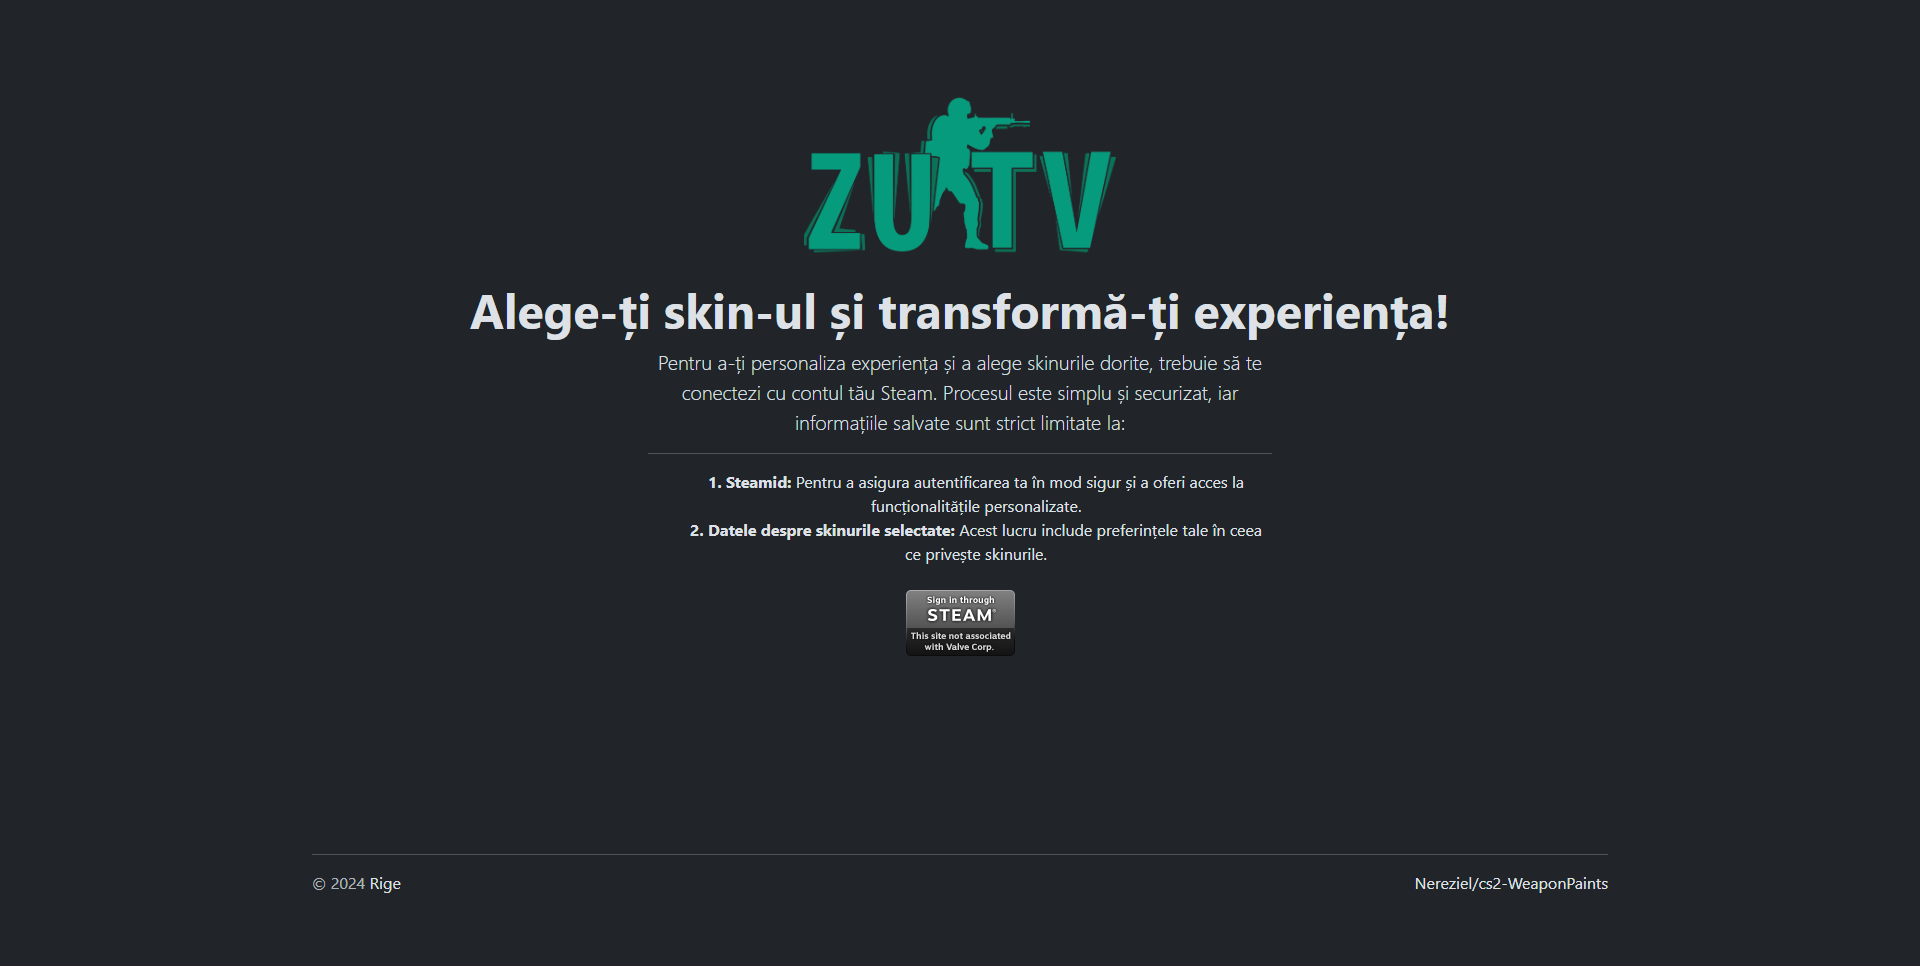 ZUTV
Alege-ți skin-ul și transformă-ți experiența!
Pentru a-ți personaliza experiența și a alege skinurile dorite, trebuie să te
conectezi cu contul tău Steam. Procesul este simplu și securizat, iar
informațiile salvate sunt strict limitate la:
1. Steamid: Pentru a asigura autentificarea ta în mod sigur și a oferi acces la
funcționalitățile personalizate.
2. Datele despre skinurile selectate: Acest lucru include preferințele tale în ceea
ce privește skinurile.
Sign in through
STEAM®
This site not associated
with Valve Corp.
© 2024 Rige
Nereziel/cs2-WeaponPaints